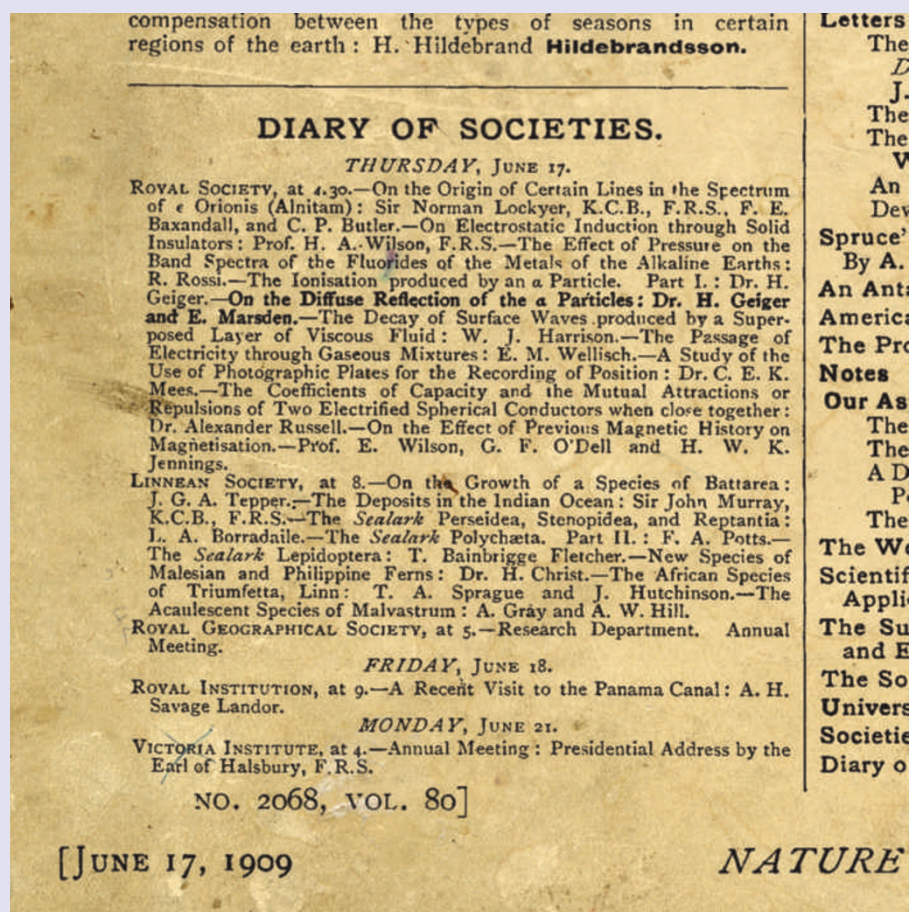 compensation between the types of seasons in certain
regions of the earth : H. Hildebrand Hildebrandsson.
DIARY OF SOCIETIES.
THURSDAY, JUNE 17.
ROYAL SOCIETY, at 4.30.—On the Origin of Certain Lines in the Spectrum
of ε Orionis (Alnitam) : Sir Norman Lockyer, K.C.B., F.R.S., F. E.
Baxandall, and C. P. Butler.—On Electrostatic Induction through Solid
Insulators : Prof. H. A. Wilson, F.R.S.—The Effect of Pressure on the
Band Spectra of the Fluorides of the Metals of the Alkaline Earths :
R. Rossi.—The Ionisation produced by an α Particle. Part I. : Dr. H.
Geiger.—On the Diffuse Reflection of the α Particles : Dr. H. Geiger
and E. Marsden.—The Decay of Surface Waves produced by a Super-
posed Layer of Viscous Fluid : W. J. Harrison.—The Passage of
Electricity through Gaseous Mixtures : E. M. Wellisch.—A Study of the
Use of Photographic Plates for the Recording of Position : Dr. C. E. K.
Mees.—The Coefficients of Capacity and the Mutual Attractions or
Repulsions of Two Electrified Spherical Conductors when close together :
Dr. Alexander Russell.—On the Effect of Previous Magnetic History on
Magnetisation.—Prof. E. Wilson, G. F. O'Dell and H. W. K.
Jennings.
LINNEAN SOCIETY, at 8.—On the Growth of a Species of Battarea :
J. G. A. Tepper.—The Deposits in the Indian Ocean : Sir John Murray,
K.C.B., F.R.S.—The Sealark Perseidea, Stenopidea, and Reptantia :
L. A. Borradaile.—The Sealark Polychæta. Part II. : F. A. Potts.—
The Sealark Lepidoptera : T. Bainbrigge Fletcher.—New Species of
Malesian and Philippine Ferns : Dr. H. Christ.—The African Species
of Triumfetta, Linn : T. A. Sprague and J. Hutchinson.—The
Acaulescent Species of Malvastrum : A. Gray and A. W. Hill.
ROYAL GEOGRAPHICAL SOCIETY, at 5.—Research Department. Annual
Meeting.
FRIDAY, JUNE 18.
ROYAL INSTITUTION, at 9.—A Recent Visit to the Panama Canal : A. H.
Savage Landor.
MONDAY, JUNE 21.
VICTORIA INSTITUTE, at 4.—Annual Meeting : Presidential Address by the
Earl of Halsbury, F.R.S.
NO. 2068, VOL. 80]
Letters
The
J.
The
The
W
An
Dev
Spruce'
By A.
An Anta
America
The Pro
Notes
Our As
The
The
A D
Po
The
The We
Scientif
Appli
The Su
and E
The So
Univers
Societie
Diary o
[JUNE 17, 1909
NATURE